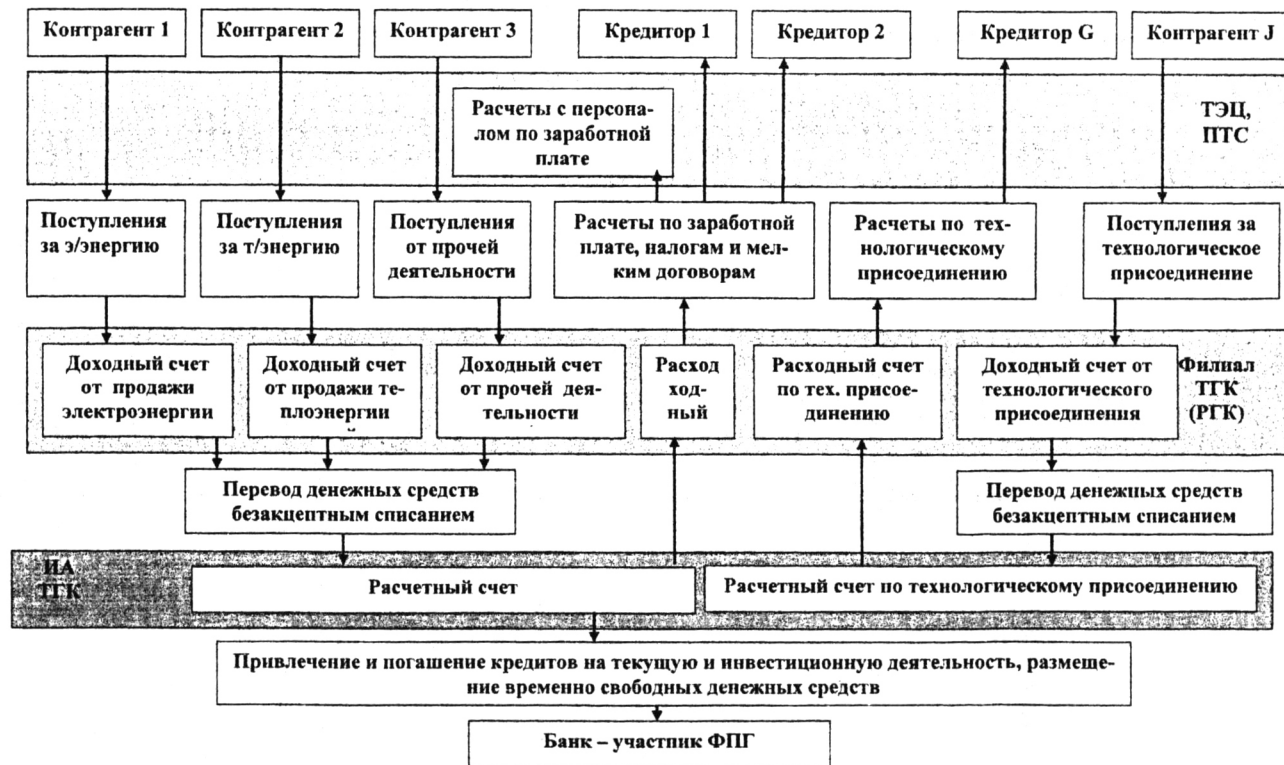 Контрагент 1
Контрагент 2
Контрагент 3
Кредитор 1
Кредитор 2
Кредитор G
Контрагент J
Расчеты с персона-
лом по заработной
плате
ТЭЦ,
ПТС
Поступления
за э/энергию
Поступления
за т/энергию
Поступления
от прочей
деятельности
Расчеты по заработной
плате, налогам и мел-
ким договорам
Расчеты по тех-
нологическому
присоединению
Поступления за
технологическое
присоединение
Доходный счет
от продажи
электроэнергии
Доходный счет
от продажи те-
плоэнергии
Доходный счет
от прочей дея-
тельности
Расход
ход-
ный
Расходный счет
по тех. присое-
динению
Доходный счет от
технологического
присоединения
Филиал
ТГК
(РГК)
Перевод денежных средств
безакцептным списанием
Перевод денежных средств
безакцептным списанием
ИА
ТГК
Расчетный счет
Расчетный счет по технологическому присоединению
Привлечение и погашение кредитов на текущую и инвестиционную деятельность, размеще-
ние временно свободных денежных средств
Банк – участник ФПГ